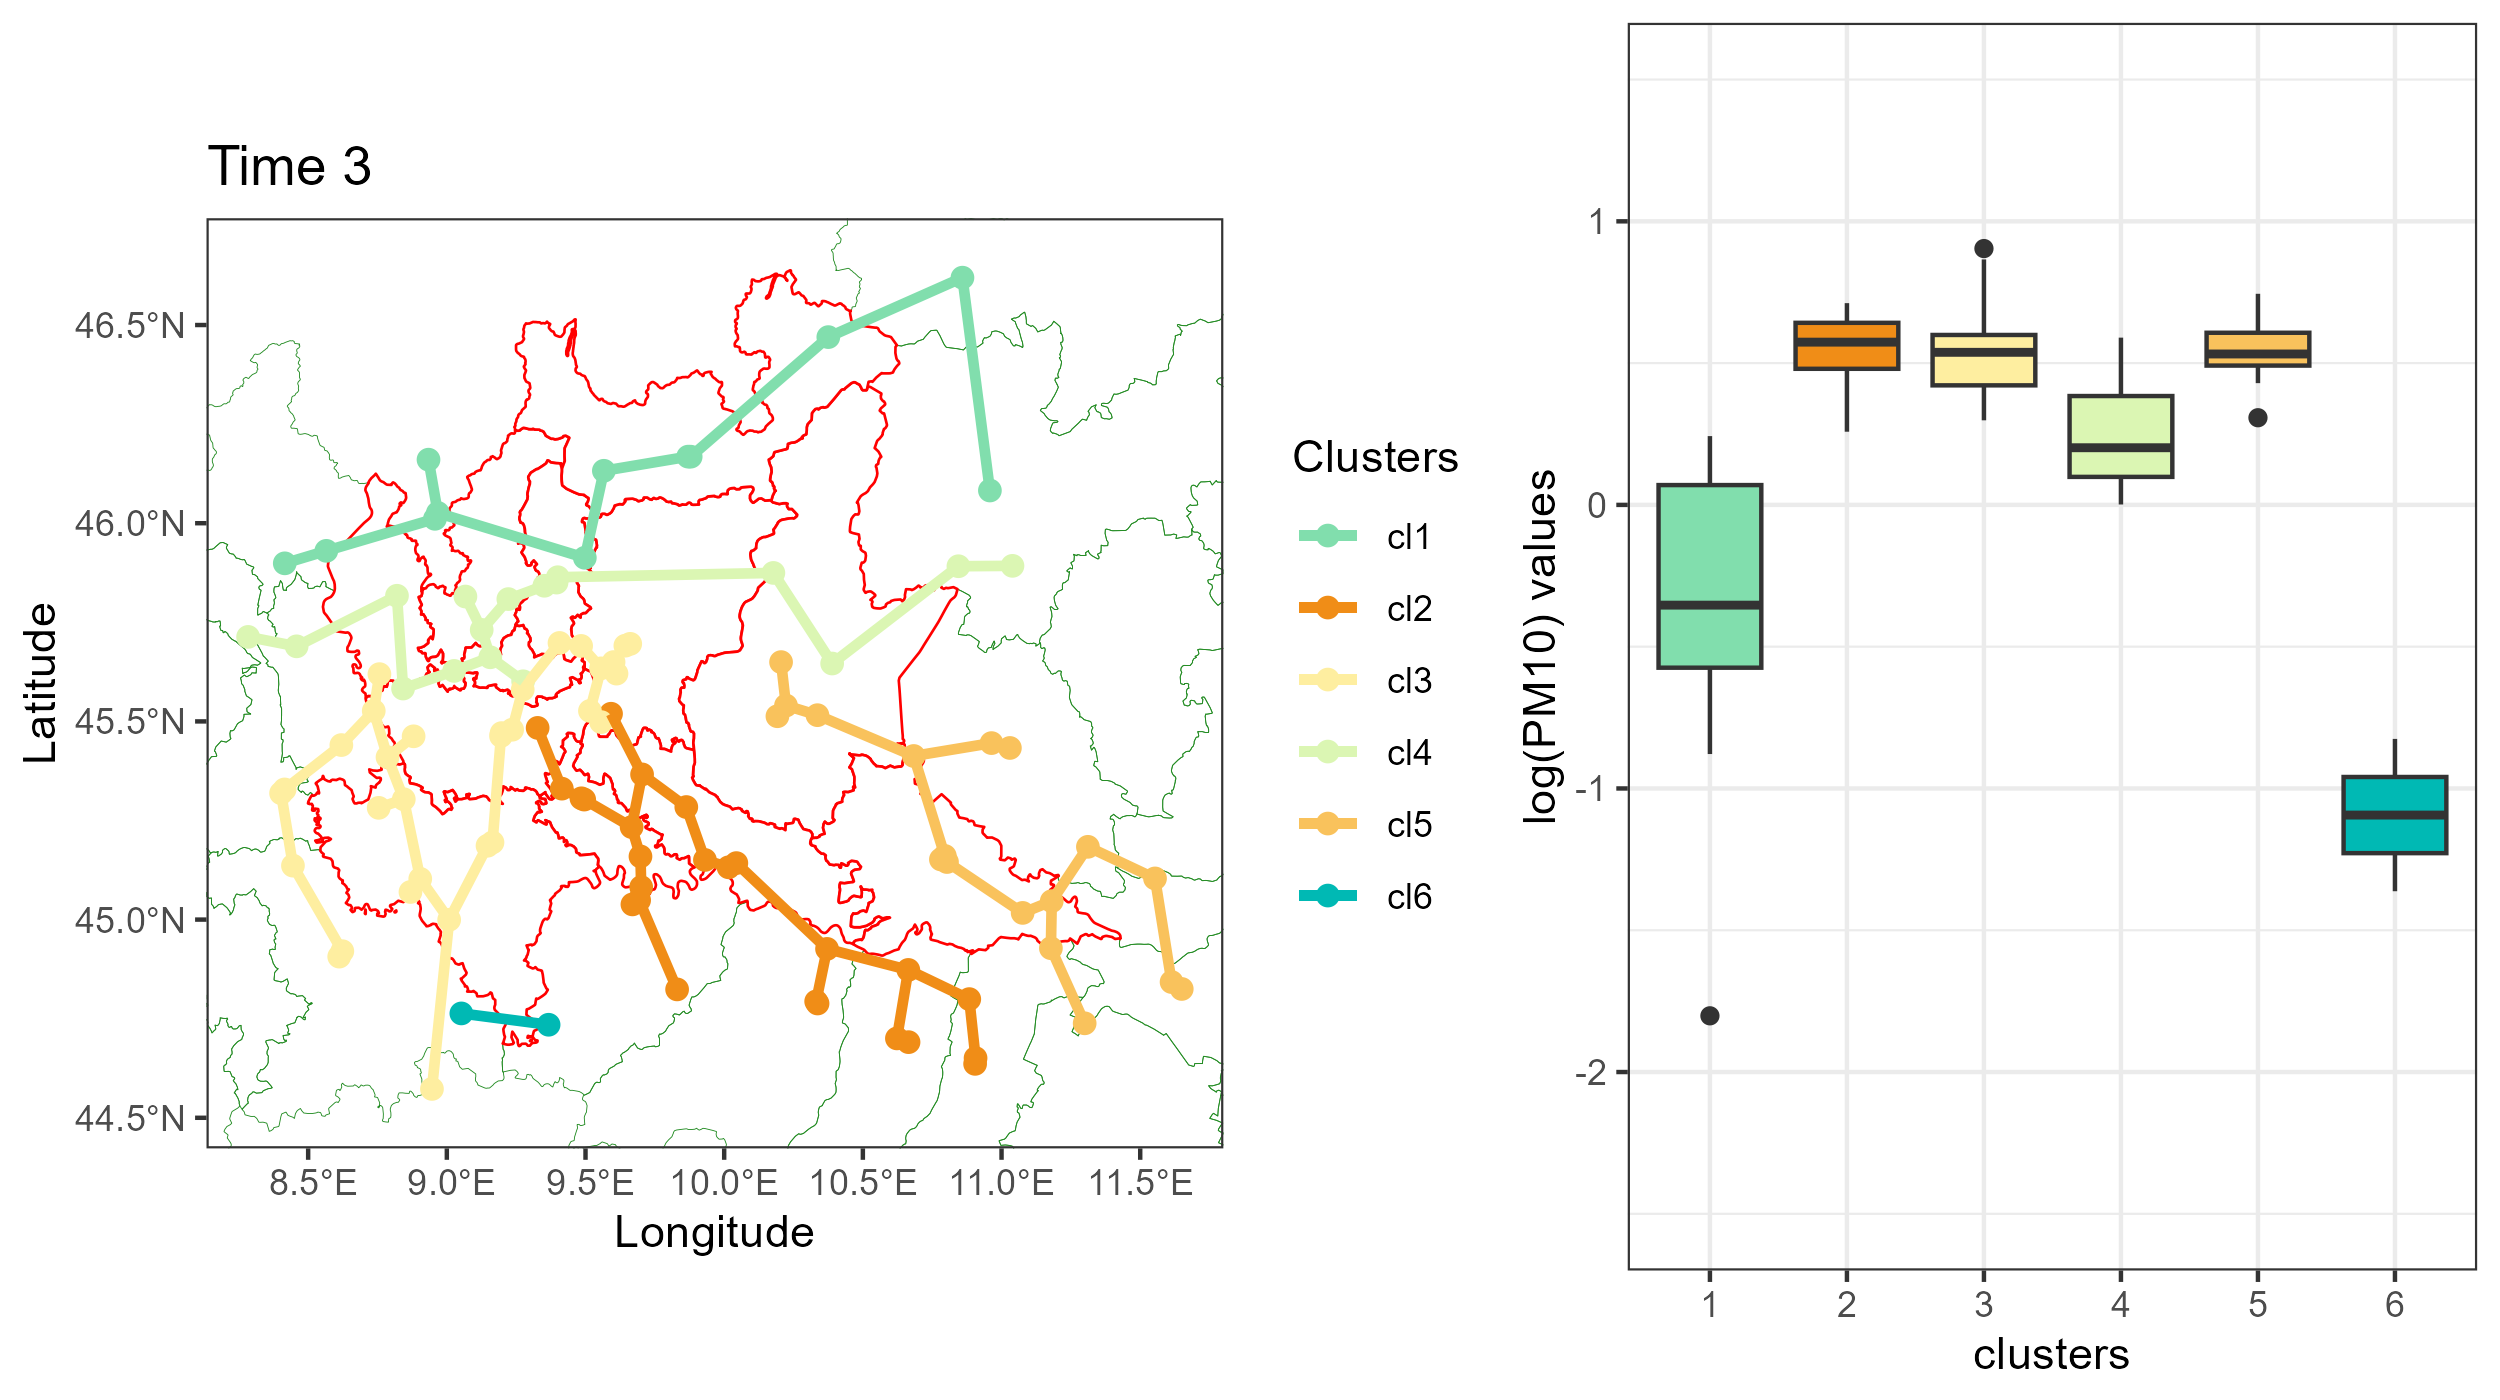 Time 3
Latitude
46.5°N
46.0°N
45.5°N
45.0°N
44.5°N
8.5°E 9.0°E 9.5°E 10.0°E 10.5°E 11.0°E 11.5°E
Longitude
Clusters
cl1
cl2
cl3
cl4
cl5
cl6
log(PM10) values
1
0
-1
-2
1 2 3 4 5 6
clusters